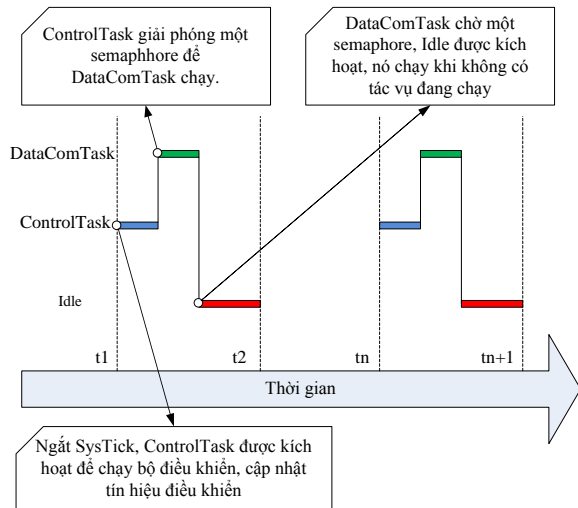 ControlTask giải phóng một
semaphhore để
DataComTask chạy.
DataComTask chờ một
semaphore, Idle được kích
hoạt, nó chạy khi không có
tác vụ đang chạy
DataComTask
ControlTask
Idle
t1
t2
tn
tn+1
Thời gian
Ngắt SysTick, ControlTask được kích
hoạt để chạy bộ điều khiển, cập nhật
tín hiệu điều khiển